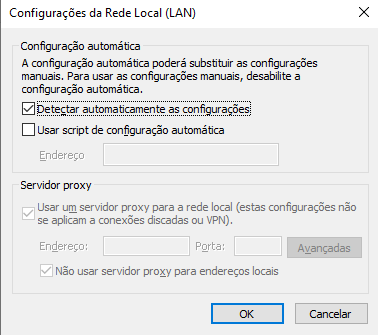 Configurações da Rede Local (LAN)
Configuração automática
A configuração automática poderá substituir as configurações
manuais. Para usar as configurações manuais, desabilite a
configuração automática.
Detectar automaticamente as configurações
Usar script de configuração automática
Endereço
Servidor proxy
Usar um servidor proxy para a rede local (estas configurações não
se aplicam a conexões discadas ou VPN).
Endereço: Porta: Avançadas
Não usar servidor proxy para endereços locais
OK Cancelar